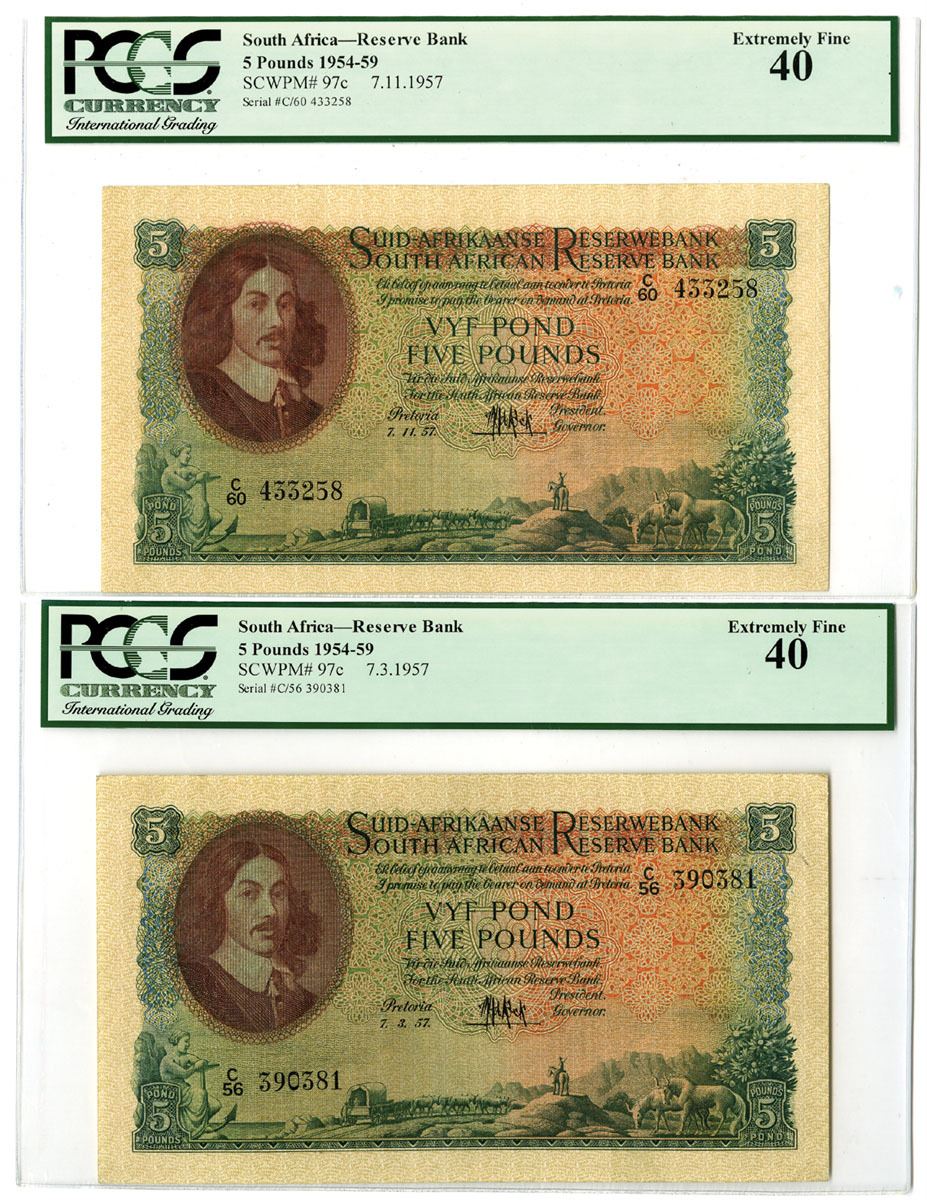 PCGS
CURRENCY
International Grading
South Africa—Reserve Bank
5 Pounds 1954-59
SCWPM# 97c 7.11.1957
Serial #C/60 433258
Extremely Fine
40
5
5
SUID-AFRIKAANSE RESERWEBANK
SOUTH AFRICAN RESERVE BANK
Ek beloof op aanvrag te betaal aan toonder te Pretoria
I promise to pay the bearer on demand at Pretoria
C/60 433258
VYF POND
FIVE POUNDS
Vir die Suid-Afrikaanse Reserwebank
For the South African Reserve Bank
Pretoria
7. 11. 57.
President.
Governor.
C/60 433258
POND
5
POUNDS
POUNDS
5
POND
PCGS
CURRENCY
International Grading
South Africa—Reserve Bank
5 Pounds 1954-59
SCWPM# 97c 7.3.1957
Serial #C/56 390381
Extremely Fine
40
5
5
SUID-AFRIKAANSE RESERWEBANK
SOUTH AFRICAN RESERVE BANK
Ek beloof op aanvrag te betaal aan toonder te Pretoria
I promise to pay the bearer on demand at Pretoria
C/56 390381
VYF POND
FIVE POUNDS
Vir die Suid-Afrikaanse Reserwebank
For the South African Reserve Bank
Pretoria
7. 3. 57.
President.
Governor.
C/56 390381
POND
5
POUNDS
POUNDS
5
POND